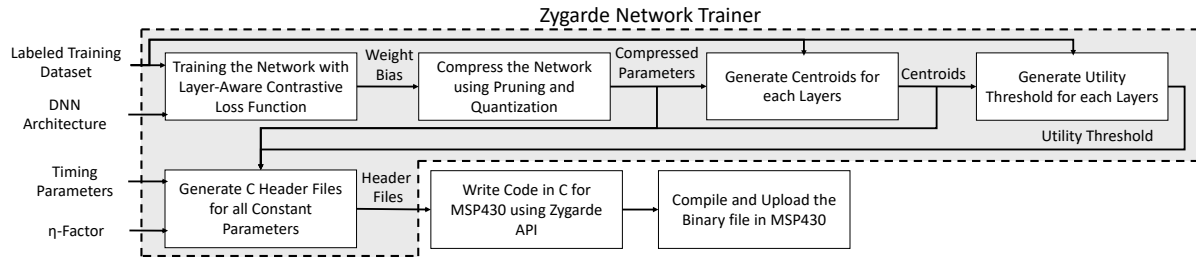 Zygarde Network Trainer
Labeled Training
Dataset
DNN
Architecture
Training the Network with
Layer-Aware Contrastive
Loss Function
Weight
Bias
Compress the Network
using Pruning and
Quantization
Compressed
Parameters
Generate Centroids for
each Layers
Centroids
Generate Utility
Threshold for each Layers
Utility Threshold
Timing
Parameters
η-Factor
Generate C Header Files
for all Constant
Parameters
Header
Files
Write Code in C for
MSP430 using Zygarde
API
Compile and Upload the
Binary file in MSP430